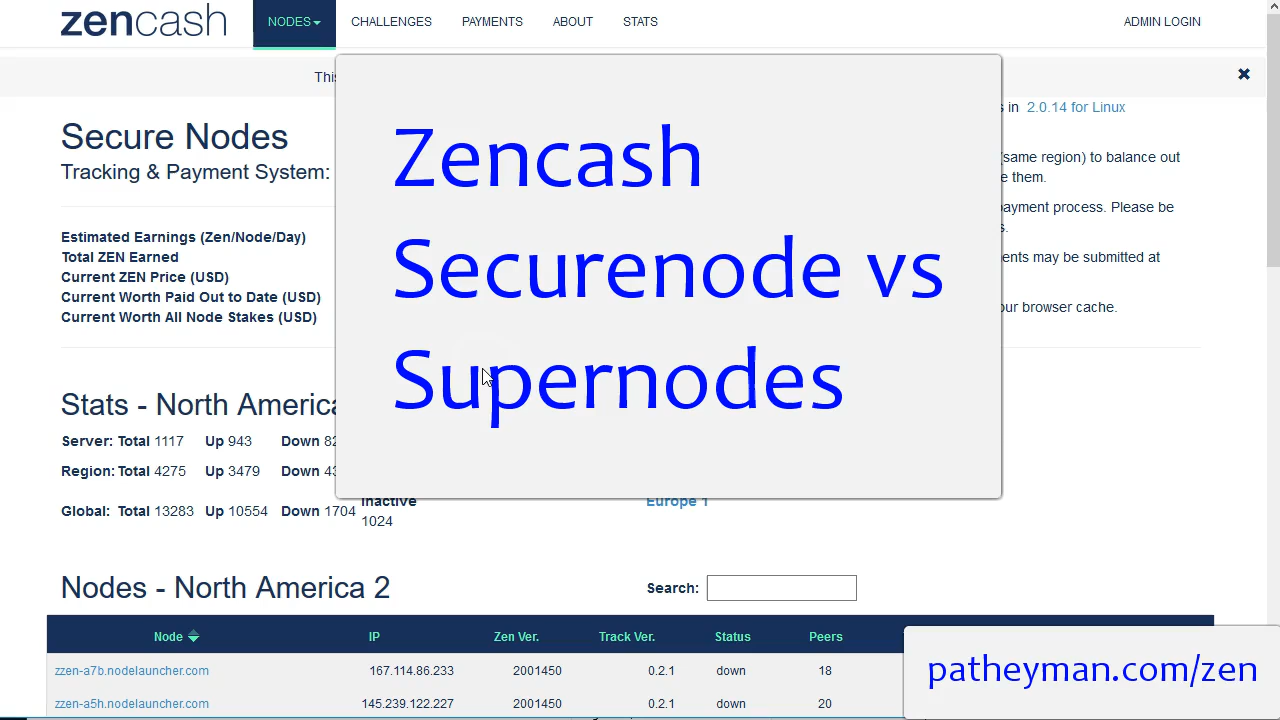 zencash NODES CHALLENGES PAYMENTS ABOUT STATS ADMIN LOGIN
This
s in 2.0.14 for Linux
Secure Nodes
Tracking & Payment System:
(same region) to balance out
e them.
payment process. Please be
s.
ents may be submitted at
our browser cache.
Zencash
Securenode vs
Supernodes
Estimated Earnings (Zen/Node/Day)
Total ZEN Earned
Current ZEN Price (USD)
Current Worth Paid Out to Date (USD)
Current Worth All Node Stakes (USD)
Stats - North America
Server: Total 1117 Up 943 Down 82
Region: Total 4275 Up 3479 Down 43
Global: Total 13283 Up 10554 Down 1704 Inactive
1024
Europe 1
Nodes - North America 2 Search:
Node IP Zen Ver. Track Ver. Status Peers
zzen-a7b.nodelauncher.com 167.114.86.233 2001450 0.2.1 down 18
zzen-a5h.nodelauncher.com 145.239.122.227 2001450 0.2.1 down 20
patheyman.com/zen